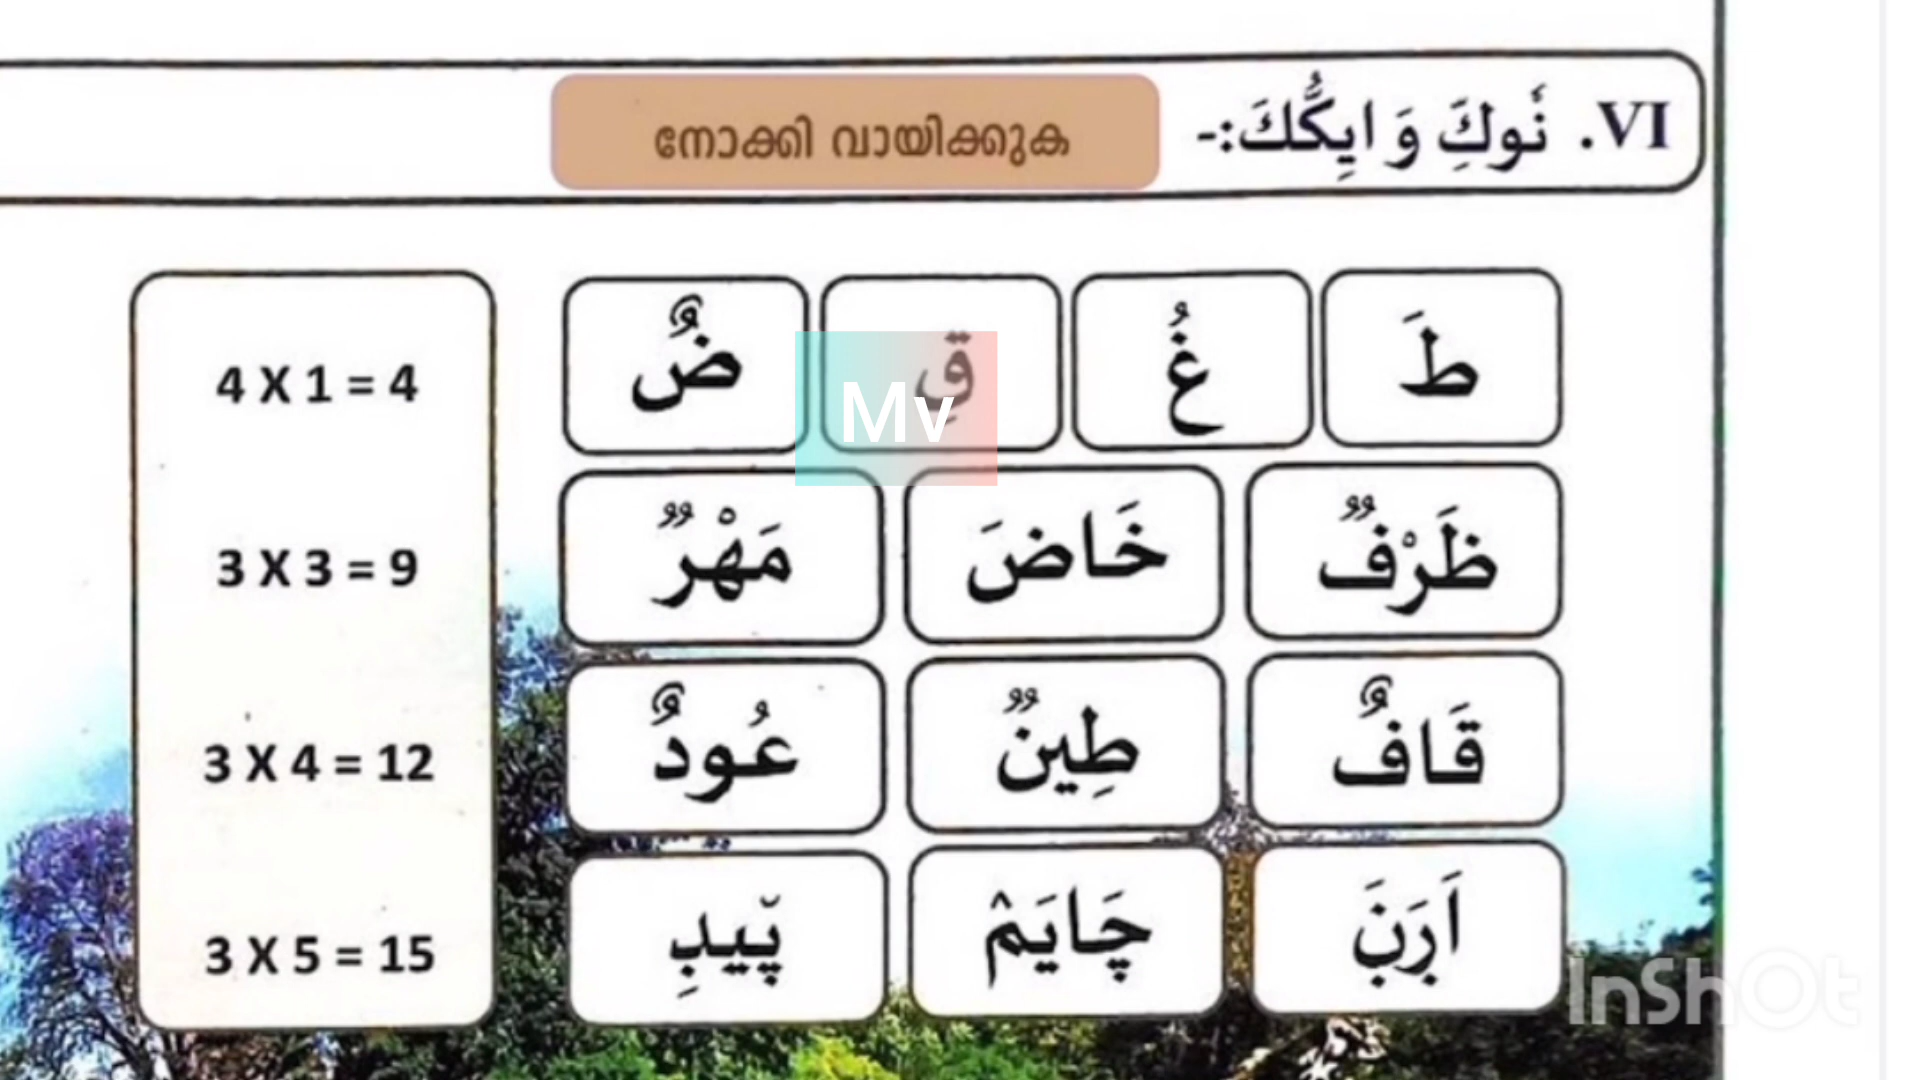 VI. نَوكِّ وَايِكُّكَ:-
നോക്കി വായിക്കുക
طَ غُ قِ ضٌ
4 X 1 = 4
Mv
ظَرْفٌ خَاضَ مَهْرٌ
3 X 3 = 9
قَافٌ طِينٌ عُودٌ
3 X 4 = 12
چَايَمْ پّيدِ
3 X 5 = 15
InShOt